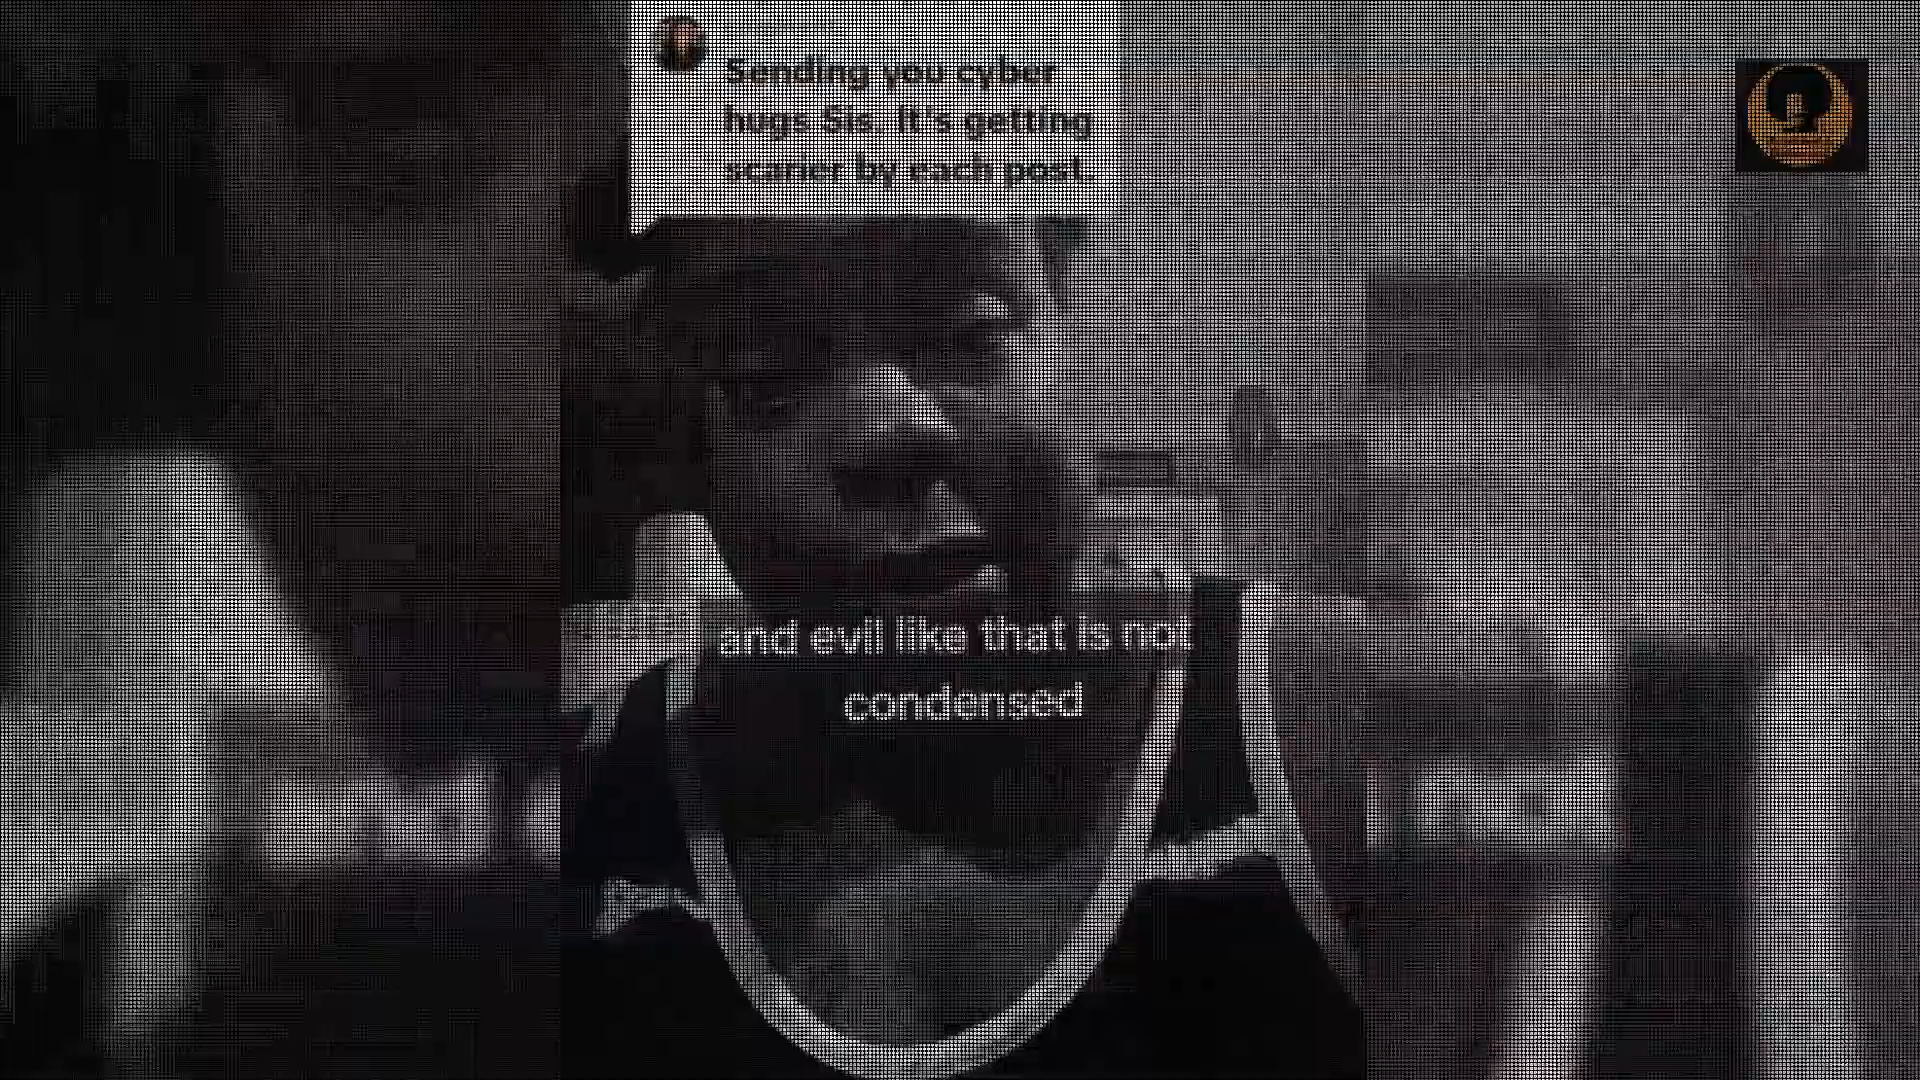 Sending you cyber
hugs Sis. It's getting
scarier by each post.
and evil like that is not
condensed